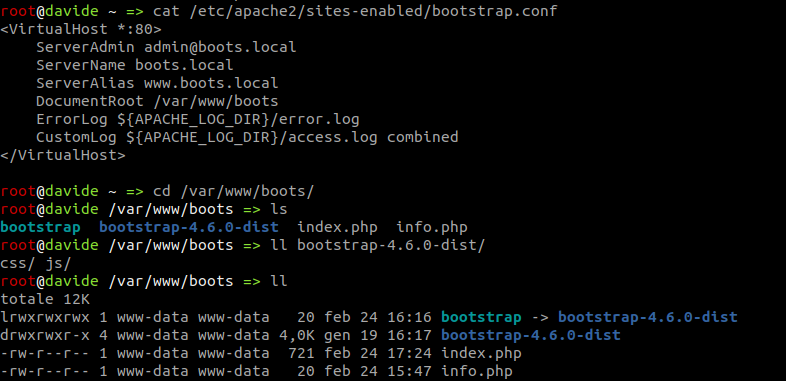 root@davide ~ => cat /etc/apache2/sites-enabled/bootstrap.conf
<VirtualHost *:80>
    ServerAdmin admin@boots.local
    ServerName boots.local
    ServerAlias www.boots.local
    DocumentRoot /var/www/boots
    ErrorLog ${APACHE_LOG_DIR}/error.log
    CustomLog ${APACHE_LOG_DIR}/access.log combined
</VirtualHost>

root@davide ~ => cd /var/www/boots/
root@davide /var/www/boots => ls
bootstrap  bootstrap-4.6.0-dist  index.php  info.php
root@davide /var/www/boots => ll bootstrap-4.6.0-dist/
css/ js/
root@davide /var/www/boots => ll
totale 12K
lrwxrwxrwx 1 www-data www-data   20 feb 24 16:16 bootstrap -> bootstrap-4.6.0-dist
drwxrwxr-x 4 www-data www-data 4,0K gen 19 16:17 bootstrap-4.6.0-dist
-rw-r--r-- 1 www-data www-data  721 feb 24 17:24 index.php
-rw-r--r-- 1 www-data www-data   20 feb 24 15:47 info.php